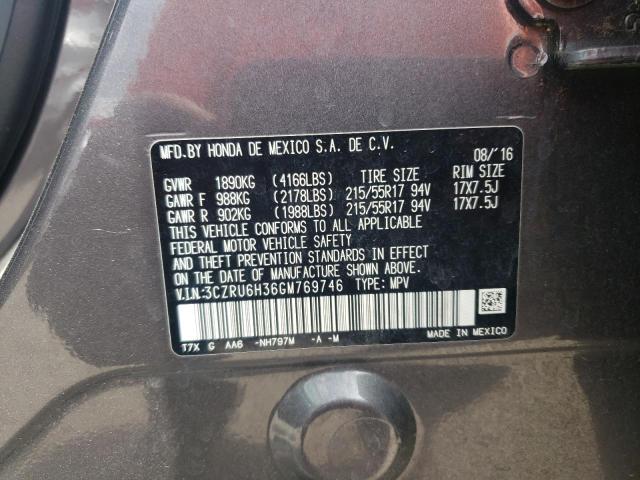 MFD.BY HONDA DE MEXICO S.A. DE C.V. 08/'16
GVWR 1890KG (4166LBS) TIRE SIZE RIM SIZE
GAWR F 988KG (2178LBS) 215/55R17 94V 17X7.5J
GAWR R 902KG (1988LBS) 215/55R17 94V 17X7.5J
THIS VEHICLE CONFORMS TO ALL APPLICABLE
FEDERAL MOTOR VEHICLE SAFETY
AND THEFT PREVENTION STANDARDS IN EFFECT
ON THE DATE OF MANUFACTURE SHOWN ABOVE.
V.I.N:3CZRU6H36GM769746 TYPE: MPV
T7X G AA6 -NH797M -A -M MADE IN MEXICO